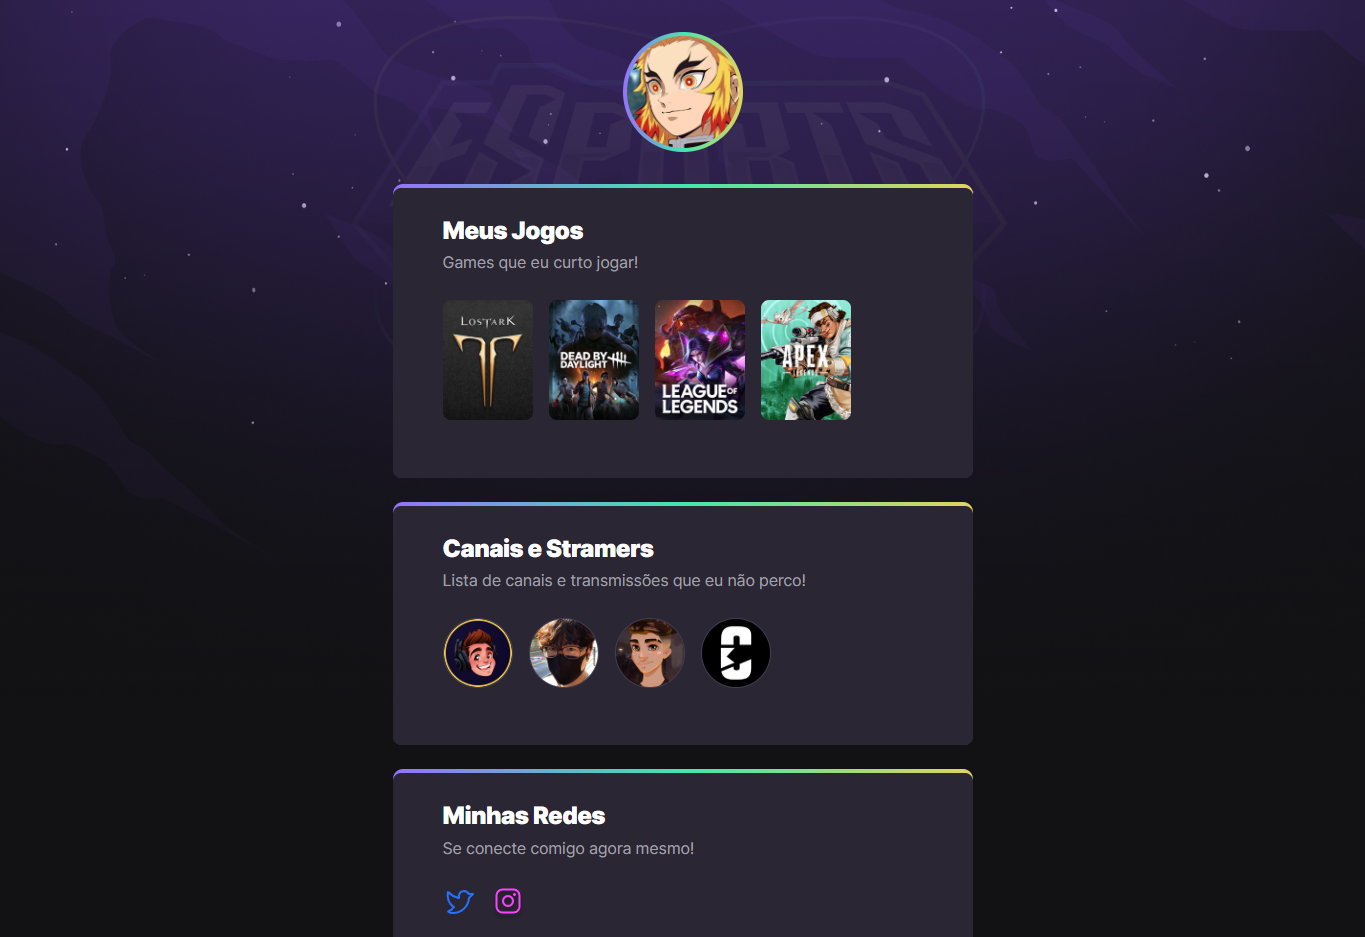 ESPORTS
Meus Jogos
Games que eu curto jogar!
LOSTARK
DEAD BY
DAYLIGHT
LEAGUE OF
LEGENDS
APEX
LEGENDS
Canais e Stramers
Lista de canais e transmissões que eu não perco!
Minhas Redes
Se conecte comigo agora mesmo!